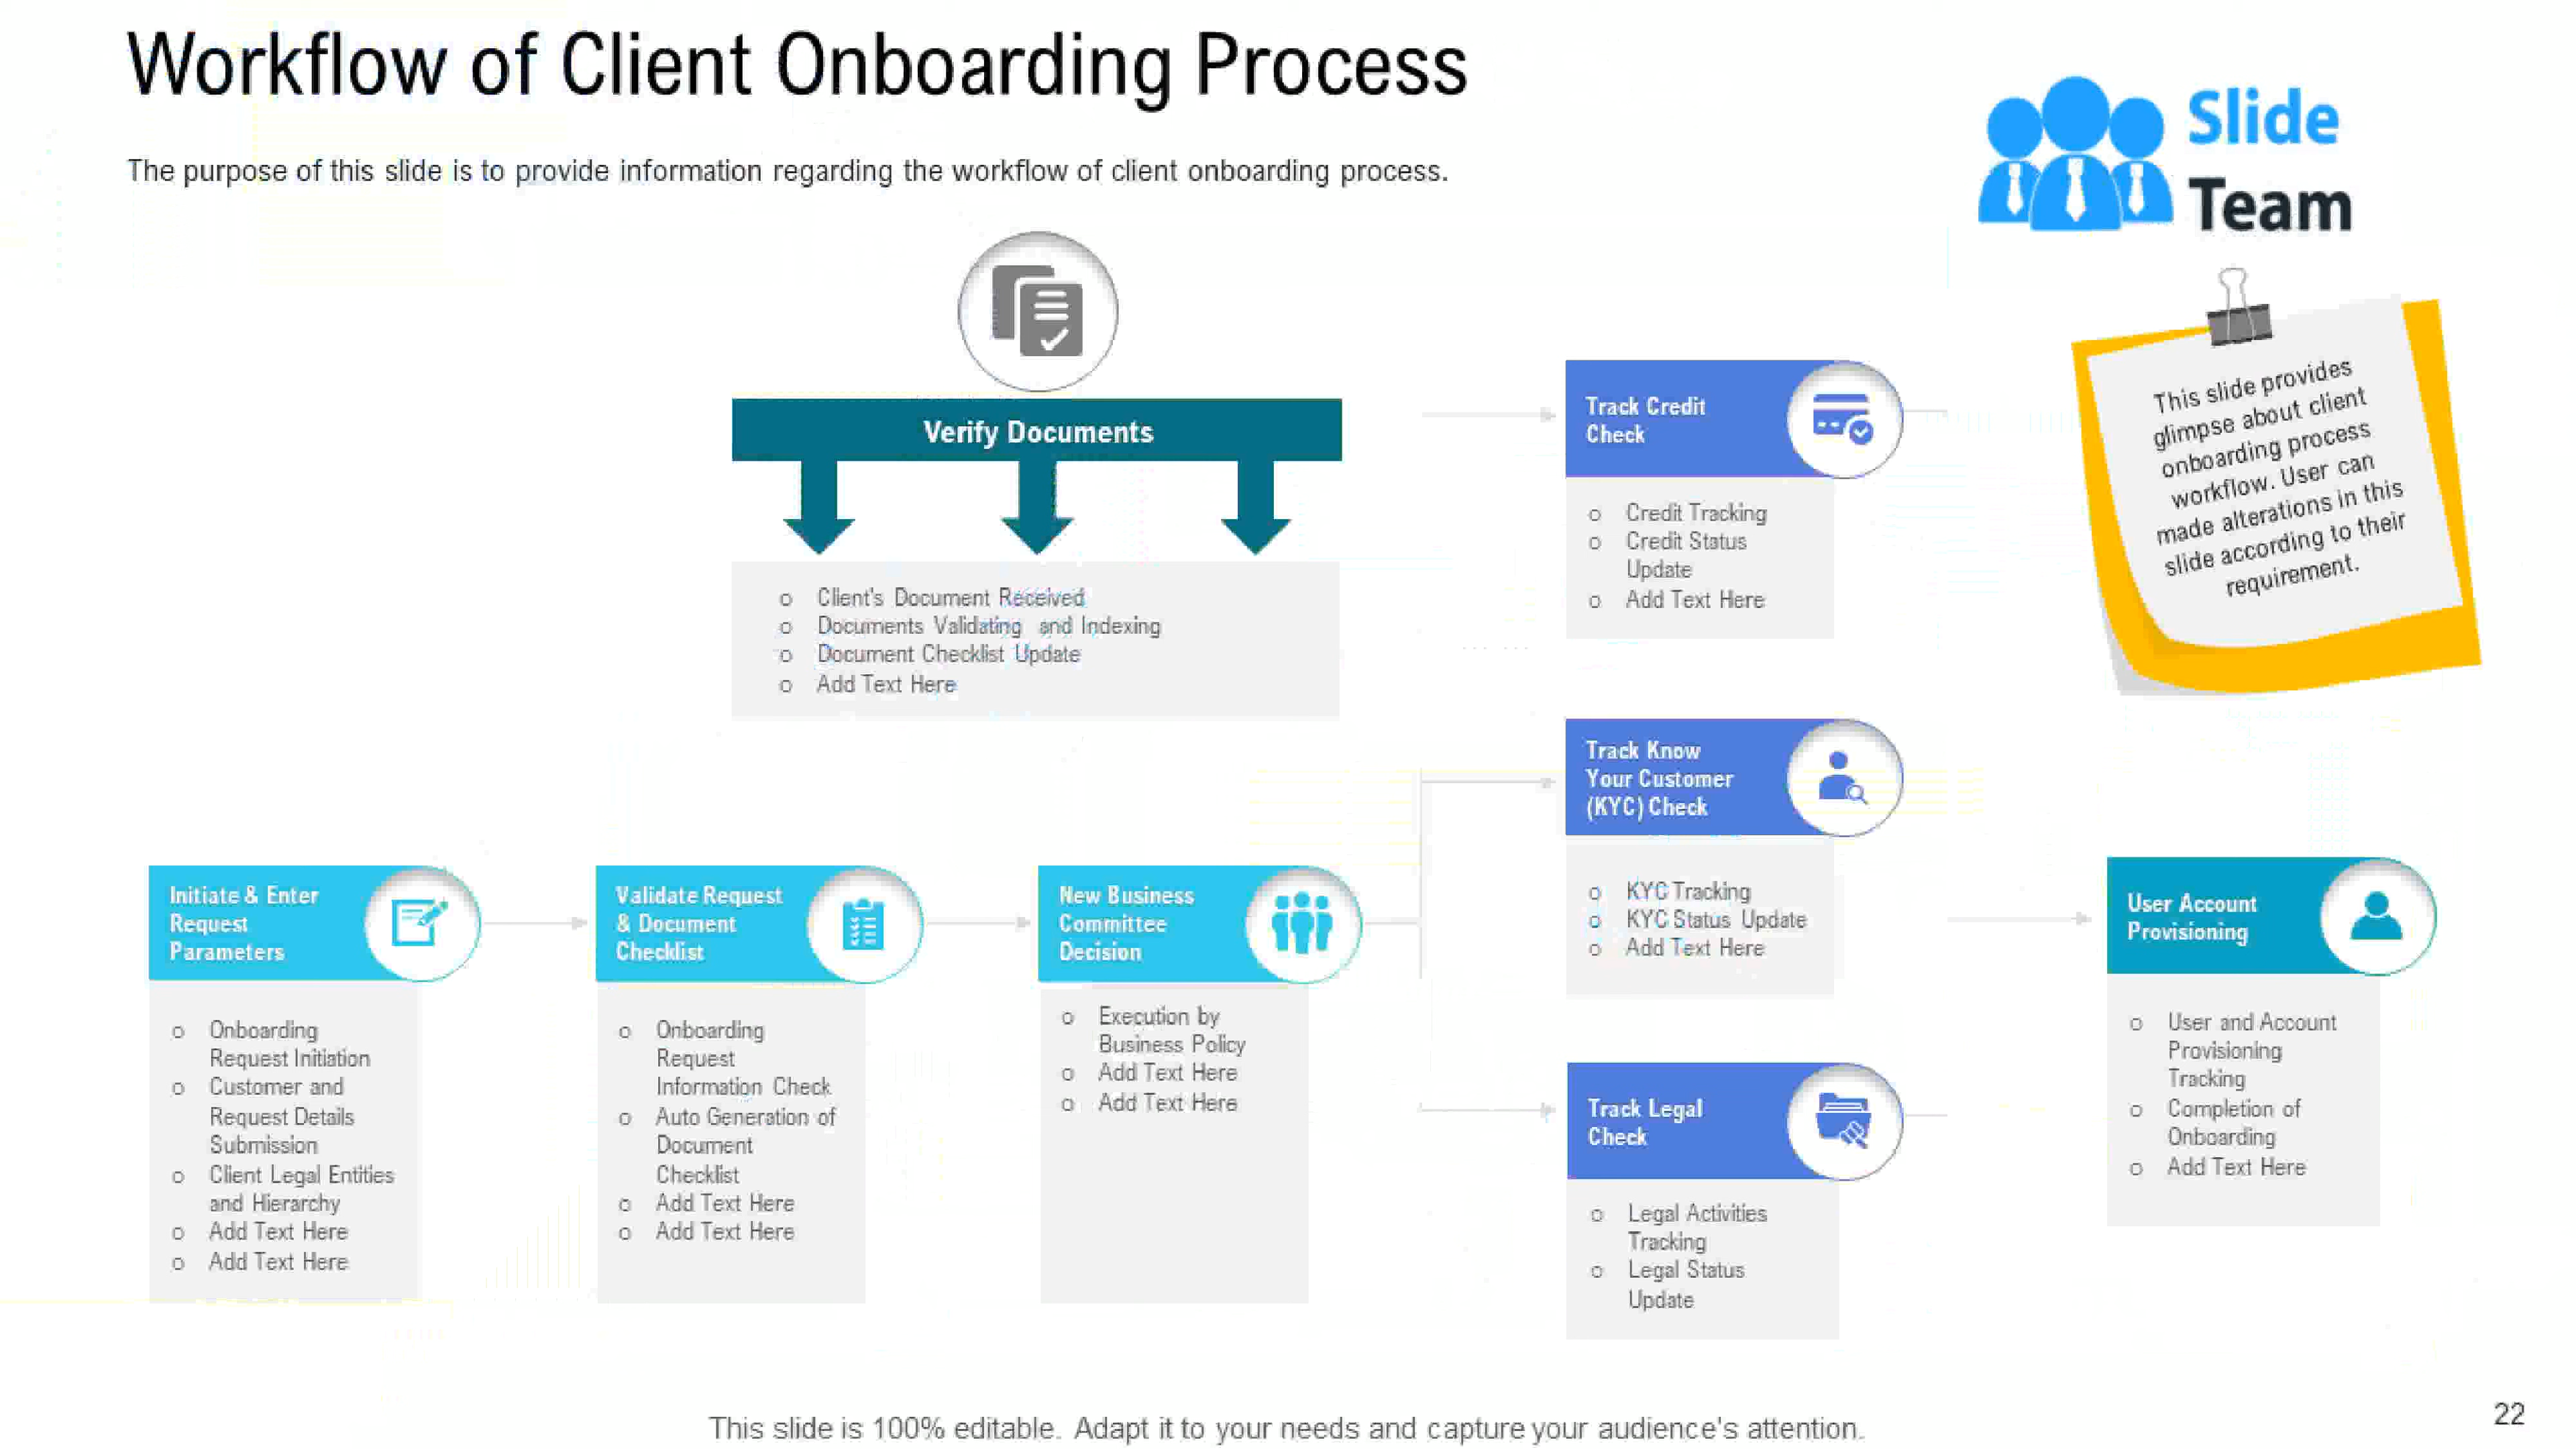 Workflow of Client Onboarding Process
The purpose of this slide is to provide information regarding the workflow of client onboarding process.
Slide
Team
This slide provides
glimpse about client
onboarding process
workflow. User can
made alterations in this
slide according to their
requirement.
Verify Documents
o Client's Document Received
o Documents Validating and Indexing
o Document Checklist Update
o Add Text Here
Track Credit
Check
o Credit Tracking
o Credit Status
Update
o Add Text Here
Track Know
Your Customer
(KYC) Check
o KYC Tracking
o KYC Status Update
o Add Text Here
Initiate & Enter
Request
Parameters
o Onboarding
Request Initiation
o Customer and
Request Details
Submission
o Client Legal Entities
and Hierarchy
o Add Text Here
o Add Text Here
Validate Request
& Document
Checklist
o Onboarding
Request
Information Check
o Auto Generation of
Document
Checklist
o Add Text Here
o Add Text Here
New Business
Committee
Decision
o Execution by
Business Policy
o Add Text Here
o Add Text Here
Track Legal
Check
o Legal Activities
Tracking
o Legal Status
Update
User Account
Provisioning
o User and Account
Provisioning
Tracking
o Completion of
Onboarding
o Add Text Here
This slide is 100% editable. Adapt it to your needs and capture your audience's attention.
22